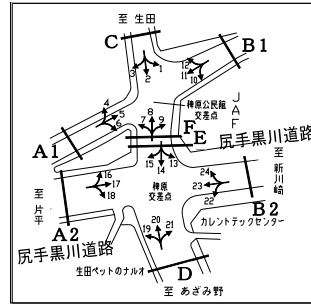 至 生田
C
B1
3 2 1
12
11 10
4
5
6
稗原公民館
交差点
JAF
8
7 9
F
E
尻手黒川道路
A1
15 14 13
16
17
18
稗原
交差点
24
23
22
至 新川崎
至 片平
A2
尻手黒川道路
B2
カレントテックセンター
20
19 21
生田ペットのナルオ
D
至 あざみ野